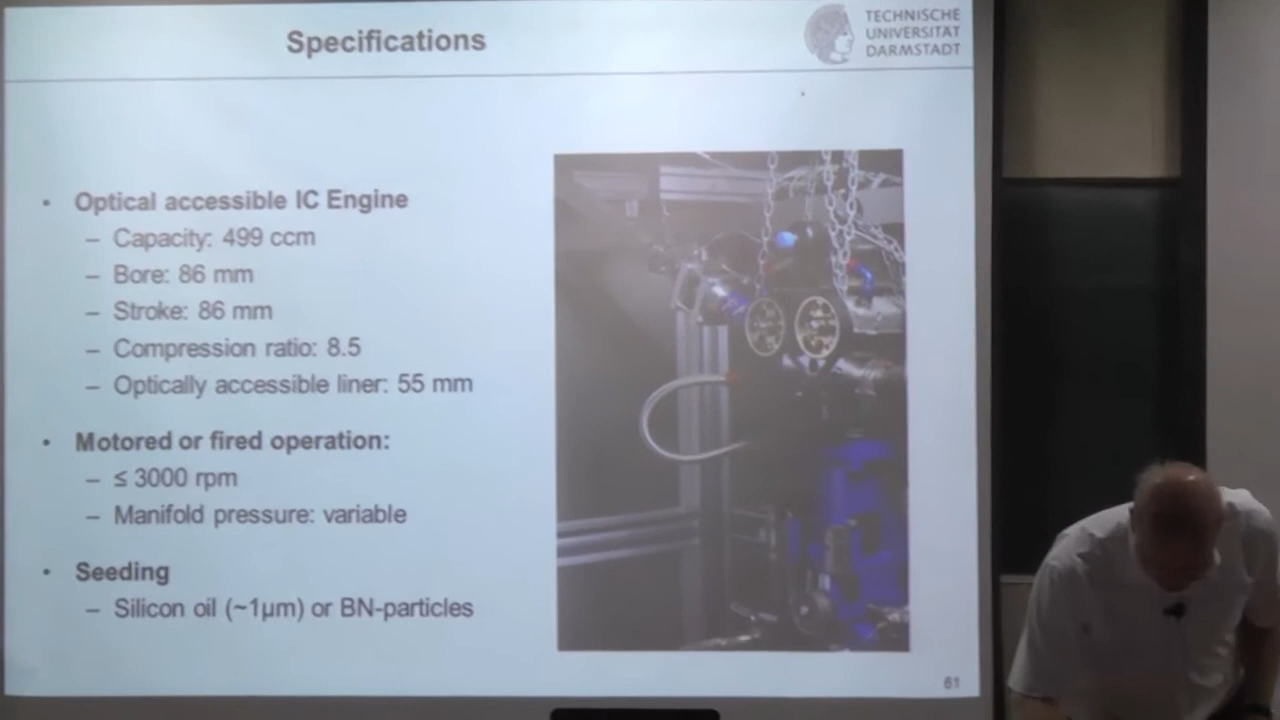 Specifications
TECHNISCHE
UNIVERSITÄT
DARMSTADT
• Optical accessible IC Engine
– Capacity: 499 ccm
– Bore: 86 mm
– Stroke: 86 mm
– Compression ratio: 8.5
– Optically accessible liner: 55 mm
• Motored or fired operation:
– ≤ 3000 rpm
– Manifold pressure: variable
• Seeding
– Silicon oil (~1µm) or BN-particles
61